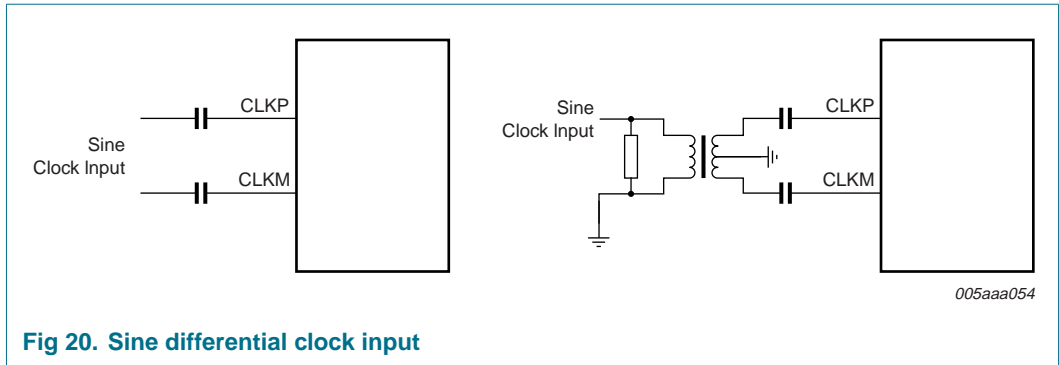 CLKP
Sine
Clock Input
CLKM
Sine
Clock Input
CLKP
CLKM
005aaa054
Fig 20. Sine differential clock input